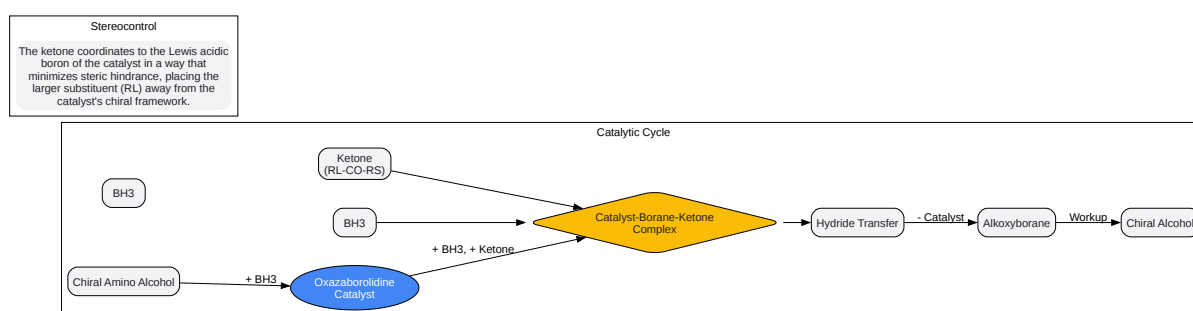 Stereocontrol
The ketone coordinates to the Lewis acidic
boron of the catalyst in a way that
minimizes steric hindrance, placing the
larger substituent (RL) away from the
catalyst's chiral framework.
Catalytic Cycle
Ketone
(RL-CO-RS)
BH3
BH3
Catalyst-Borane-Ketone
Complex
Hydride Transfer
- Catalyst
Alkoxyborane
Workup
Chiral Alcohol
+ BH3, + Ketone
Chiral Amino Alcohol
+ BH3
Oxazaborolidine
Catalyst